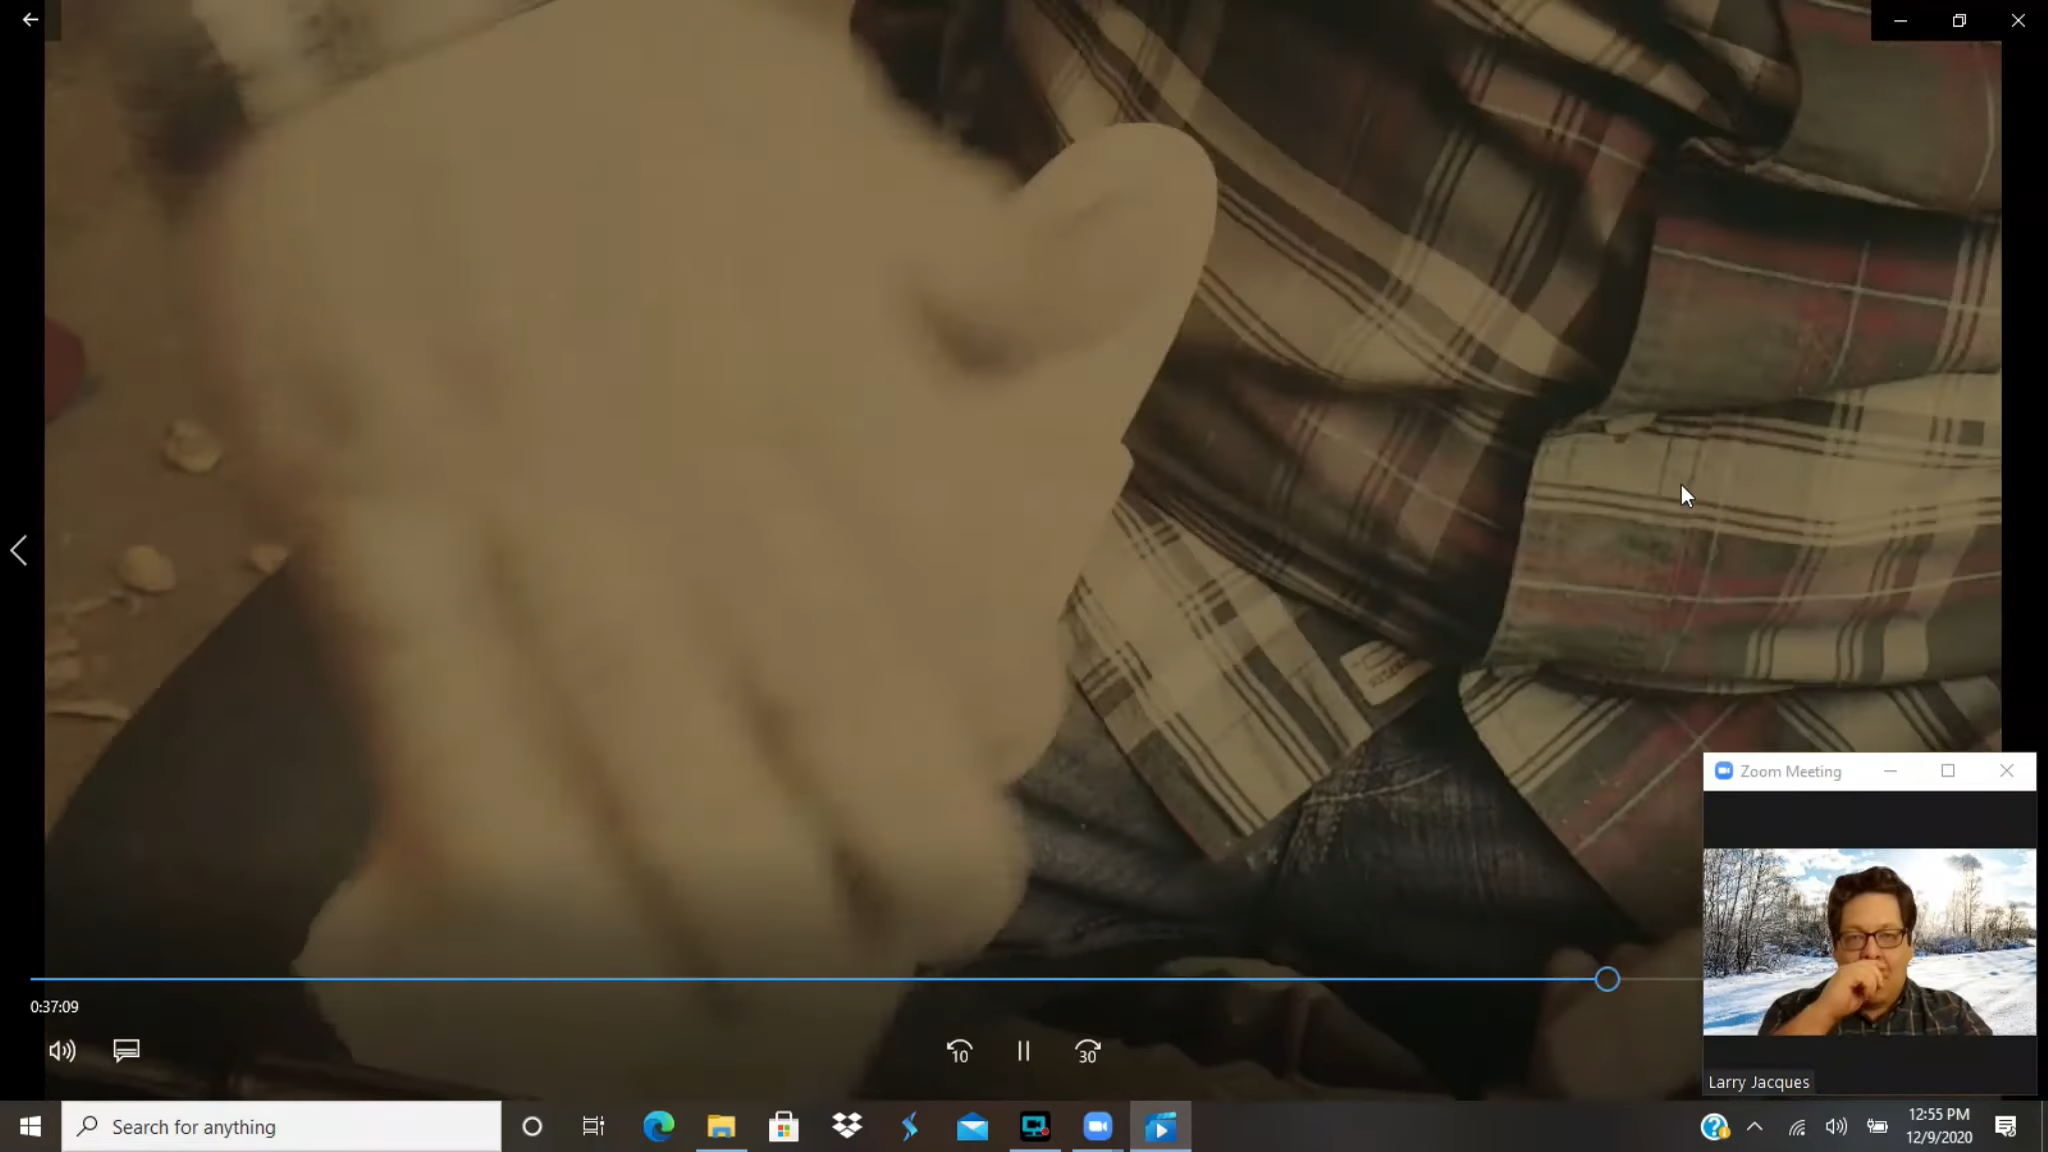 Zoom Meeting
0:37:09
10
30
Larry Jacques
Search for anything
12:55 PM
12/9/2020